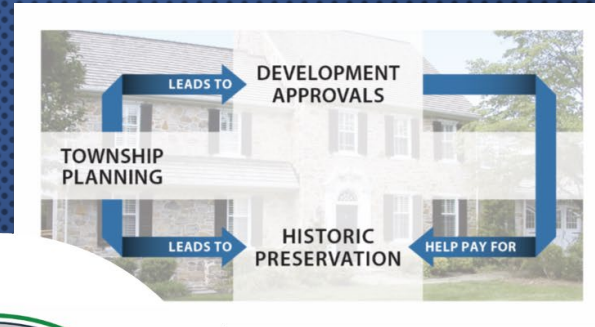 LEADS TO
DEVELOPMENT
APPROVALS
TOWNSHIP
PLANNING
LEADS TO
HISTORIC
PRESERVATION
HELP PAY FOR